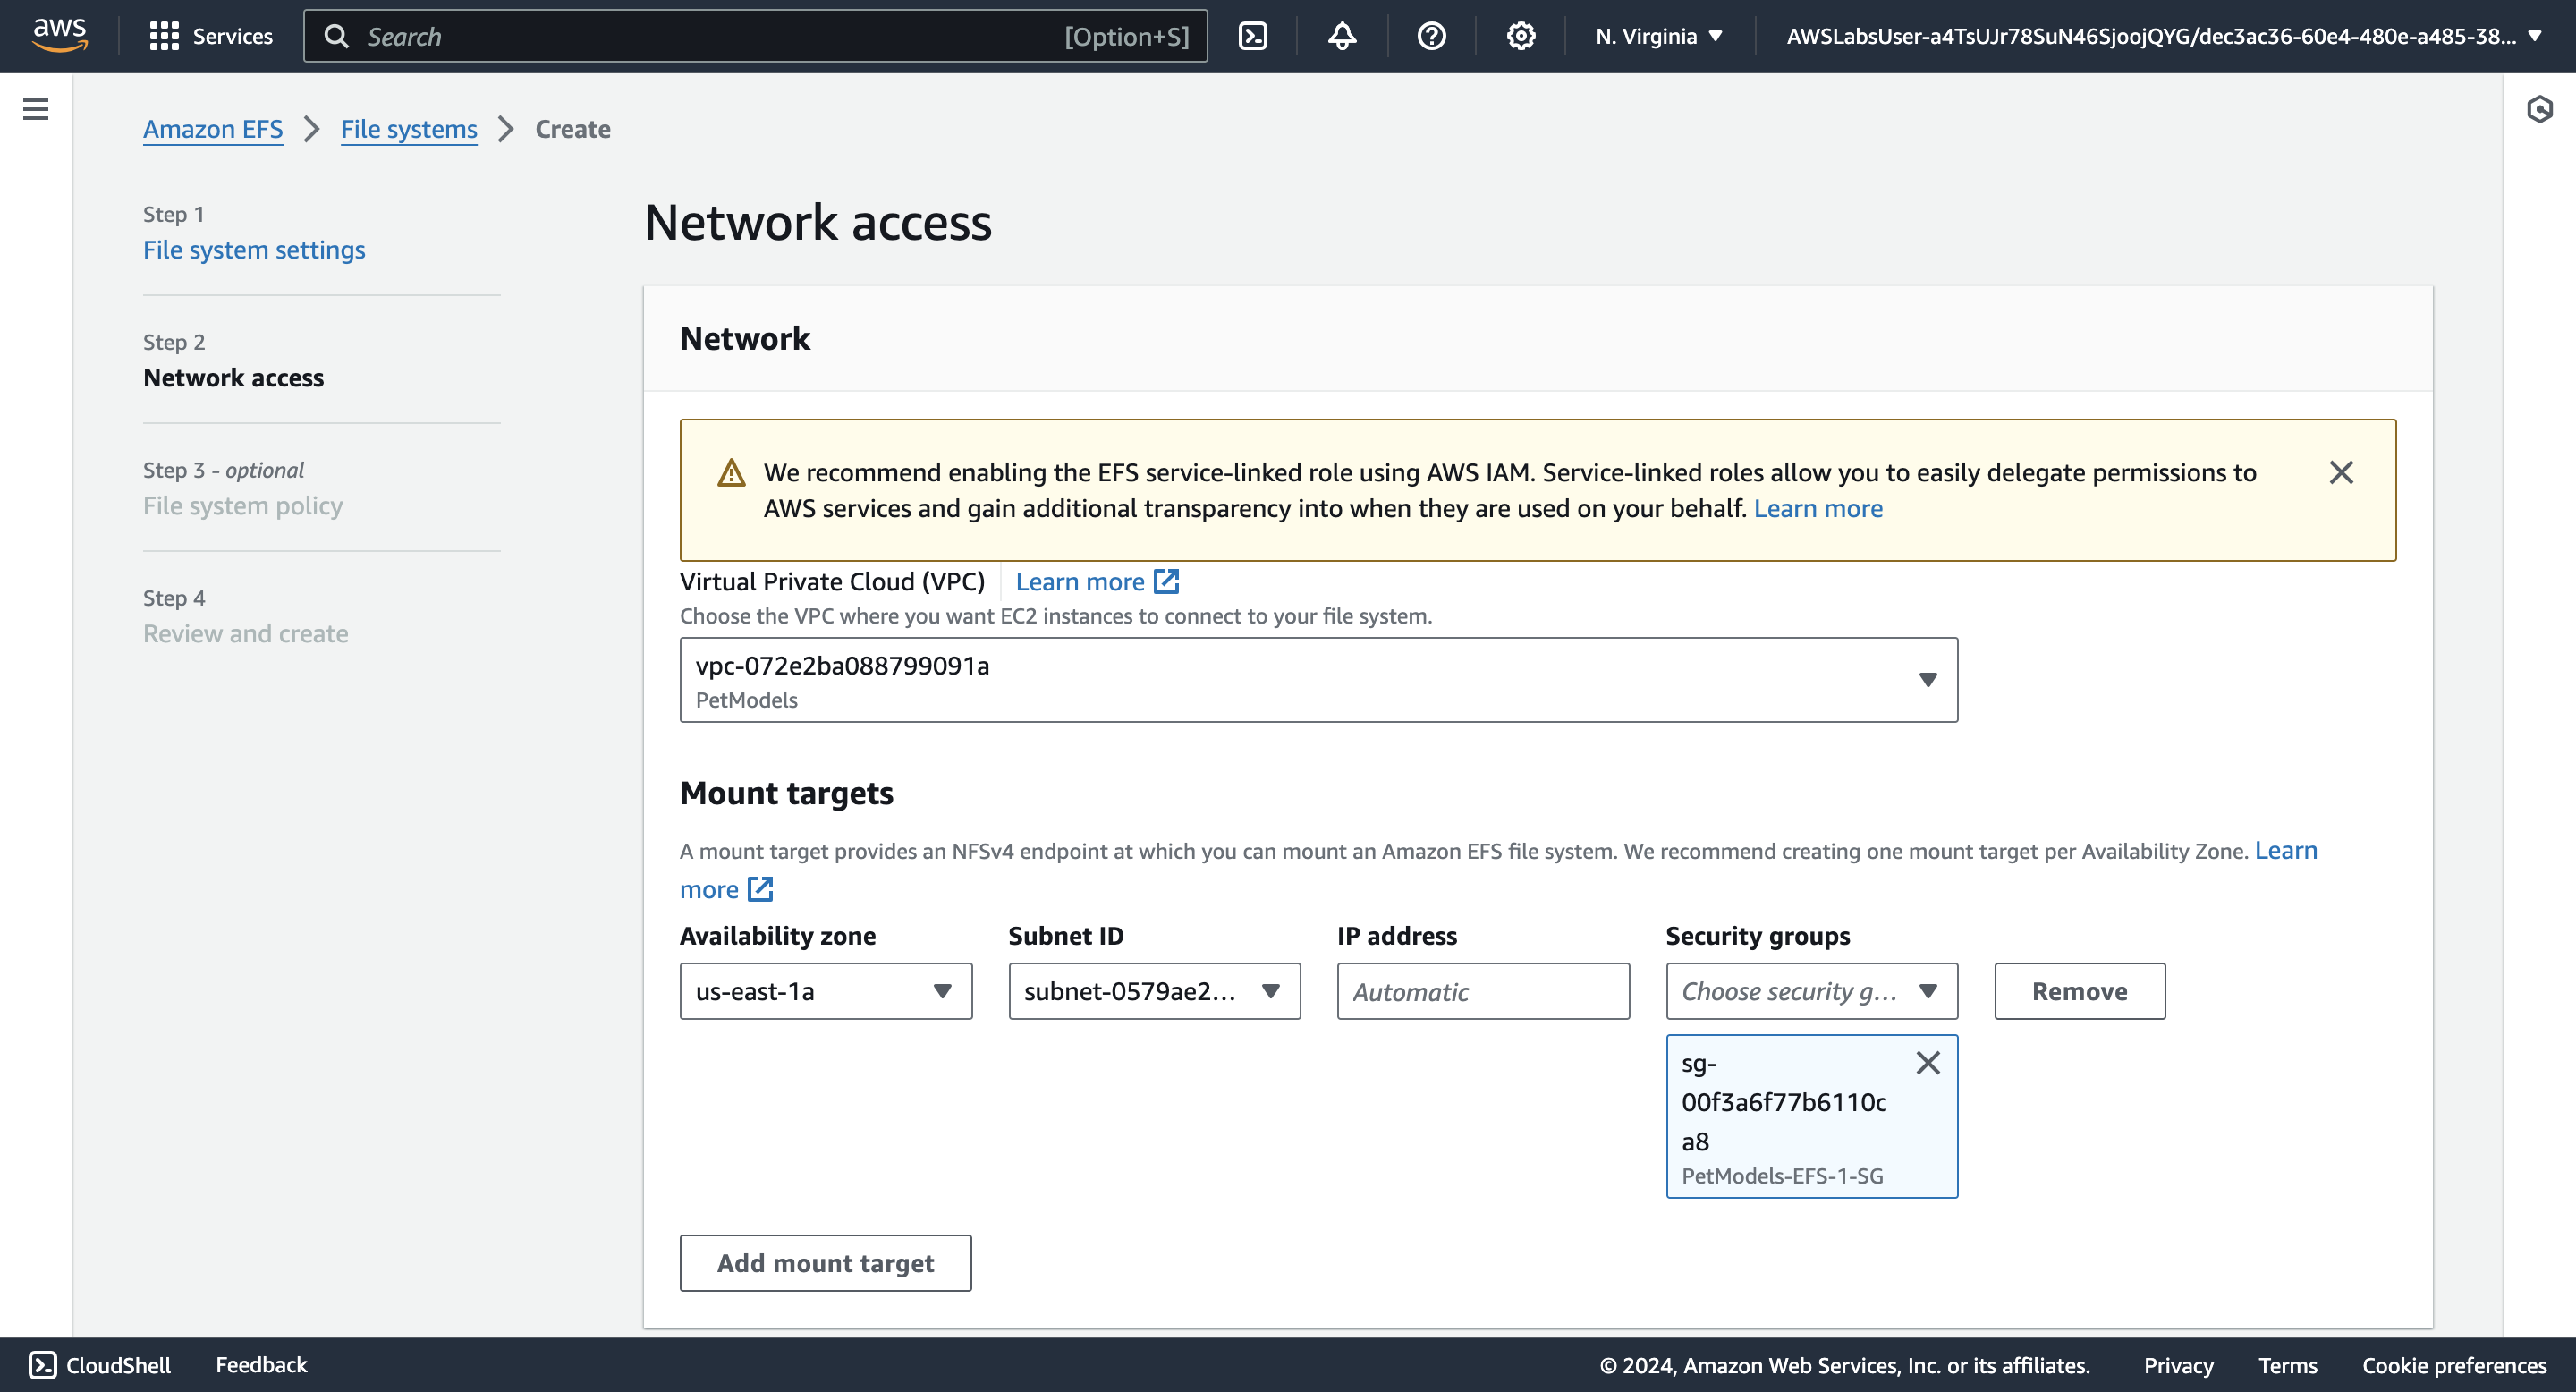 aws
Services
Search
[Option+S]
N. Virginia
AWSLabsUser-a4TsUJr78SuN46SjoojQYG/dec3ac36-60e4-480e-a485-38...
Amazon EFS
File systems
Create
Step 1
File system settings
Step 2
Network access
Step 3 - optional
File system policy
Step 4
Review and create
Network access
Network
We recommend enabling the EFS service-linked role using AWS IAM. Service-linked roles allow you to easily delegate permissions to
AWS services and gain additional transparency into when they are used on your behalf. Learn more
Virtual Private Cloud (VPC)
Learn more
Choose the VPC where you want EC2 instances to connect to your file system.
vpc-072e2ba088799091a
PetModels
Mount targets
A mount target provides an NFSv4 endpoint at which you can mount an Amazon EFS file system. We recommend creating one mount target per Availability Zone. Learn
more
Availability zone
Subnet ID
IP address
Security groups
us-east-1a
subnet-0579ae2...
Automatic
Choose security g...
Remove
sg-
00f3a6f77b6110c
a8
PetModels-EFS-1-SG
Add mount target
CloudShell
Feedback
© 2024, Amazon Web Services, Inc. or its affiliates.
Privacy
Terms
Cookie preferences